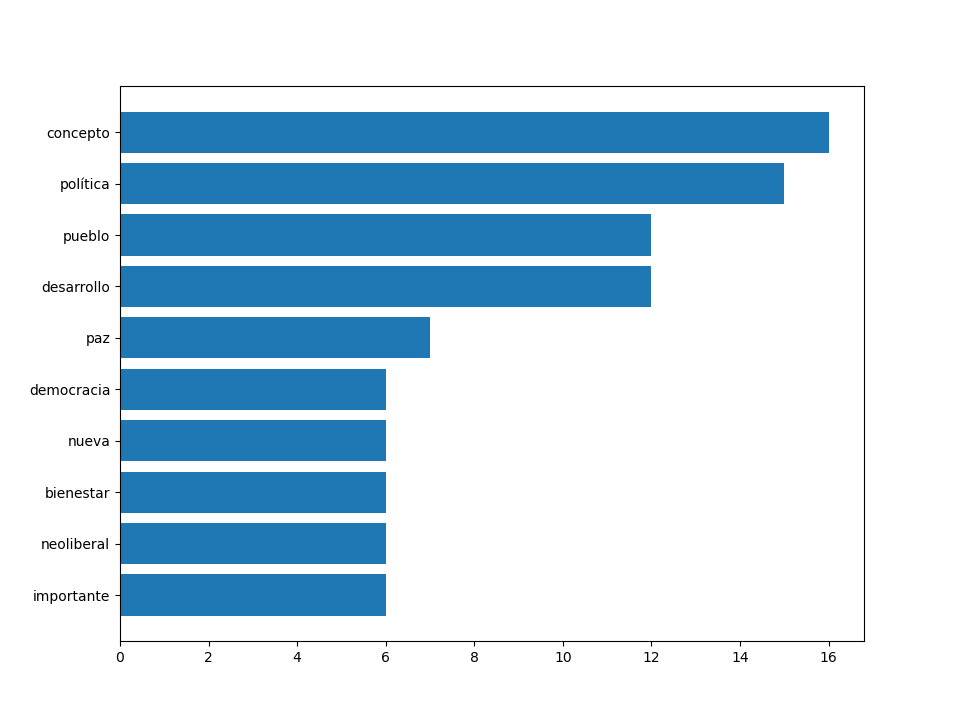 concepto
política
pueblo
desarrollo
paz
democracia
nueva
bienestar
neoliberal
importante
0 2 4 6 8 10 12 14 16